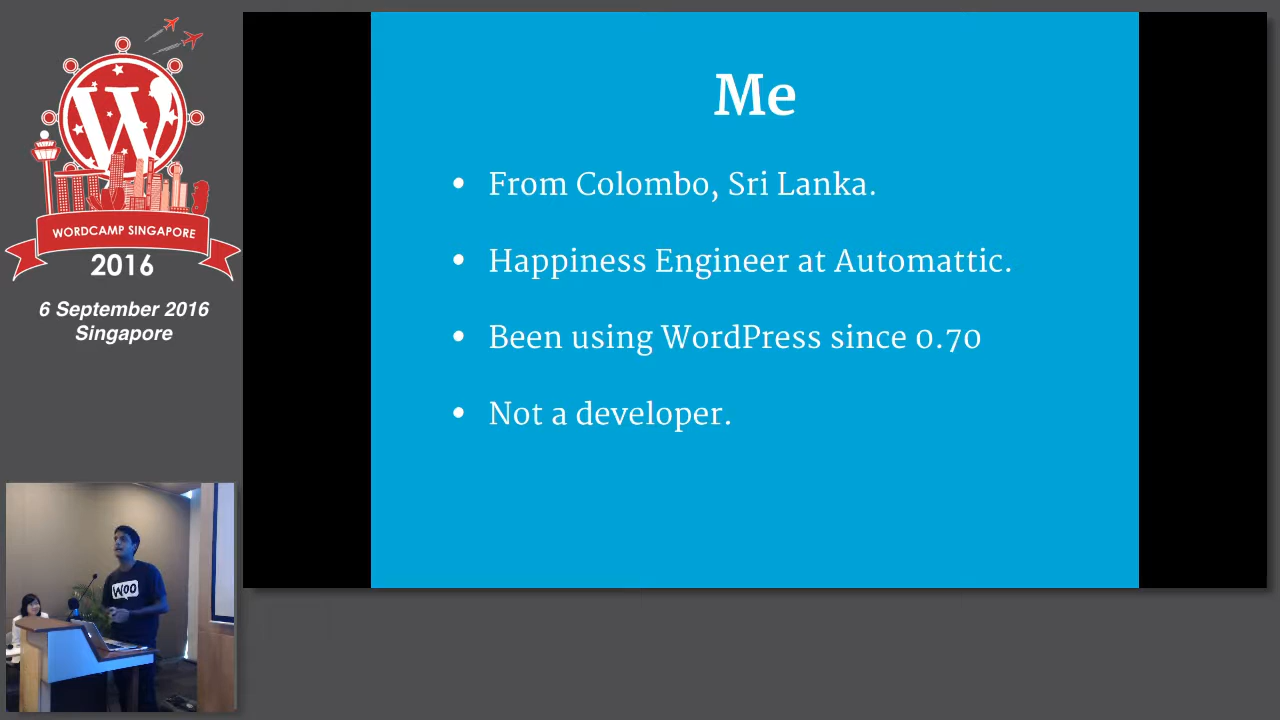 W
WORDCAMP SINGAPORE
2016
6 September 2016
Singapore
Me
• From Colombo, Sri Lanka.
• Happiness Engineer at Automattic.
• Been using WordPress since 0.70
• Not a developer.
WOO